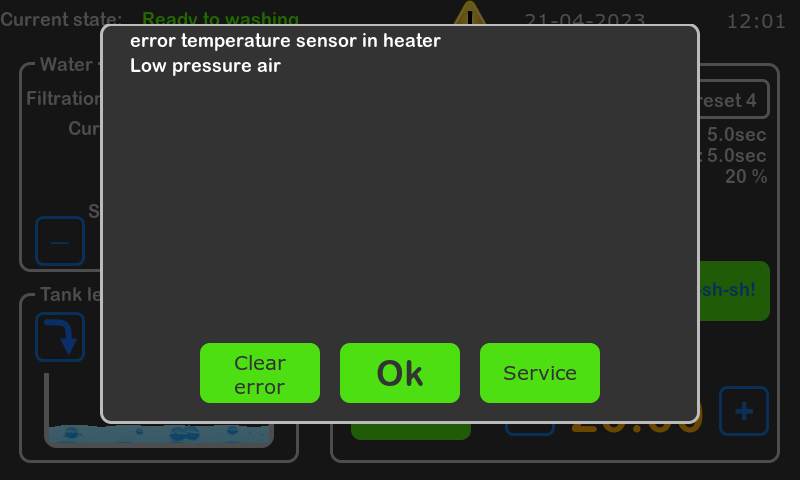 Current state: Ready to washing 21-04-2023 12:01
error temperature sensor in heater
Low pressure air
Water
Filtration
reset 4
5.0sec
: 5.0sec
20 %
-sh-sh!
Tank le
Clear
error
Ok
Service